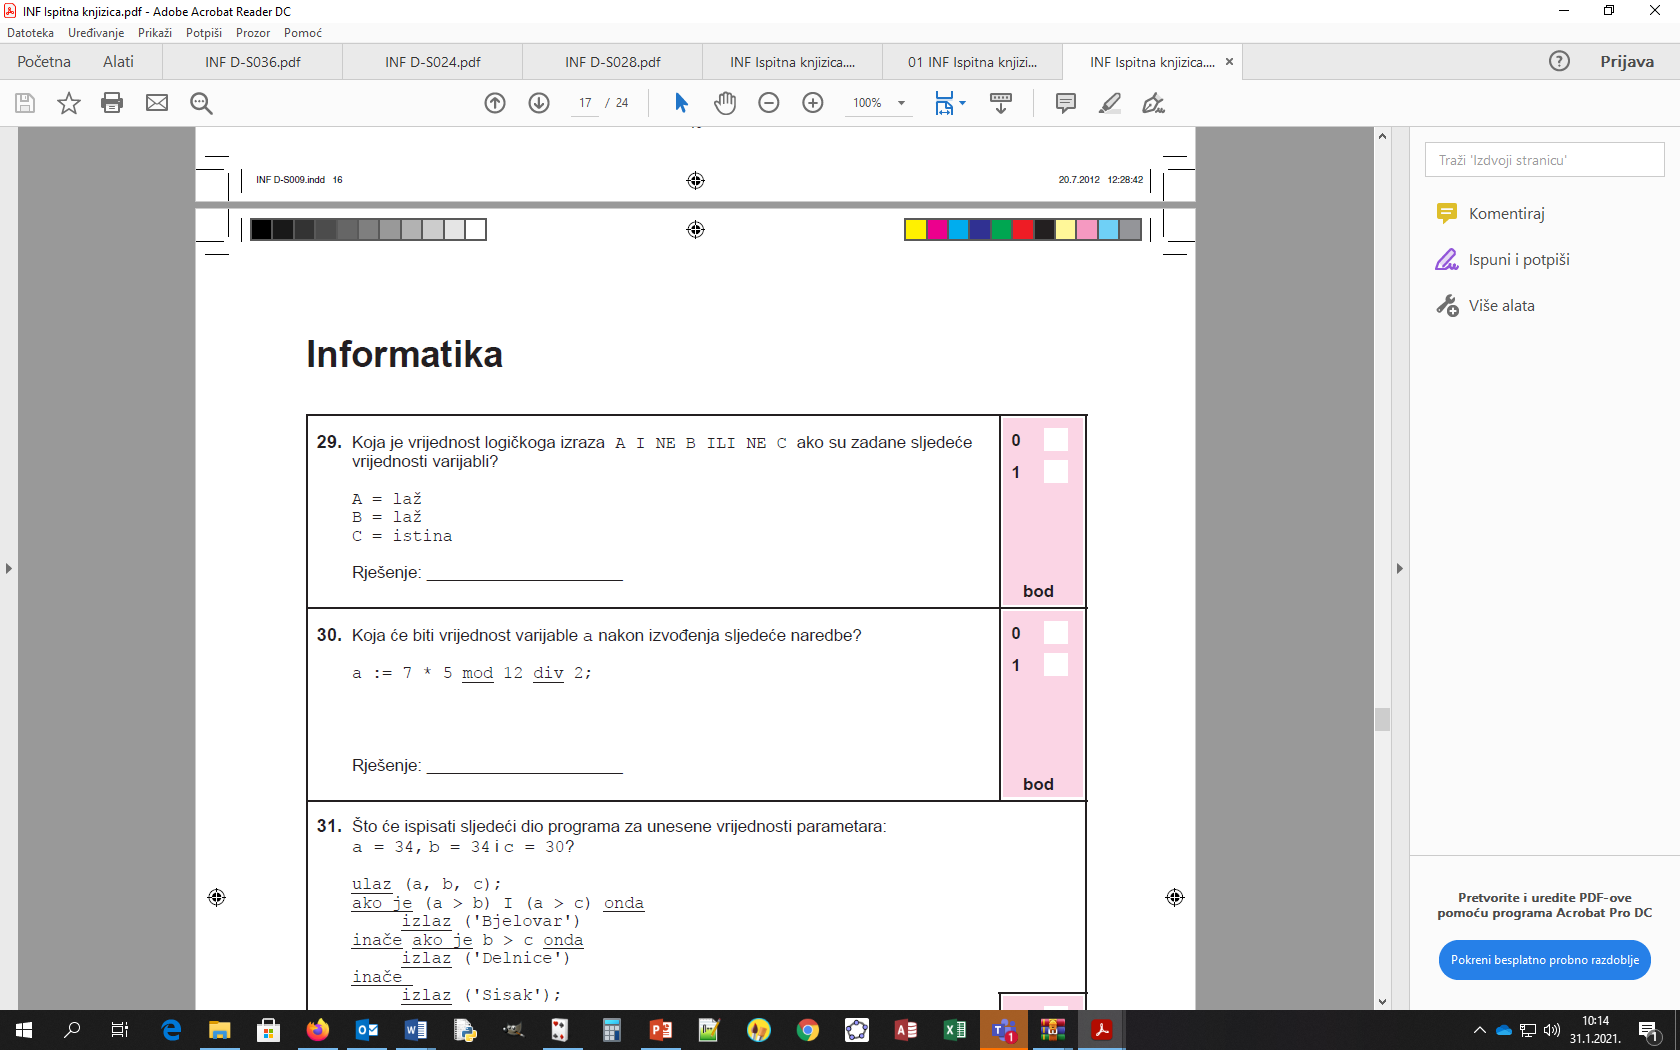 INF Ispitna knjizica.pdf - Adobe Acrobat Reader DC
Datoteka Uređivanje Prikaži Potpiši Prozor Pomoć
Početna Alati INF D-S036.pdf INF D-S024.pdf INF D-S028.pdf INF Ispitna knjizica.... 01 INF Ispitna knjizi... INF Ispitna knjizica.... Prijava
17 / 24 100%
INF D-S009.indd 16 20.7.2012 12:28:42
Traži 'Izdvoji stranicu'
Komentiraj
Ispuni i potpiši
Više alata
Informatika
29. Koja je vrijednost logičkoga izraza A I NE B ILI NE C ako su zadane sljedeće
vrijednosti varijabli?
A = laž
B = laž
C = istina
Rješenje: ____________________
0
1
bod
30. Koja će biti vrijednost varijable a nakon izvođenja sljedeće naredbe?
a := 7 * 5 mod 12 div 2;
Rješenje: ____________________
0
1
bod
31. Što će ispisati sljedeći dio programa za unesene vrijednosti parametara:
a = 34, b = 34 i c = 30?
ulaz (a, b, c);
ako je (a > b) I (a > c) onda
izlaz ('Bjelovar')
inače ako je b > c onda
izlaz ('Delnice')
inače
izlaz ('Sisak');
Pretvorite i uredite PDF-ove
pomoću programa Acrobat Pro DC
Pokreni besplatno probno razdoblje
10:14
31.1.2021.